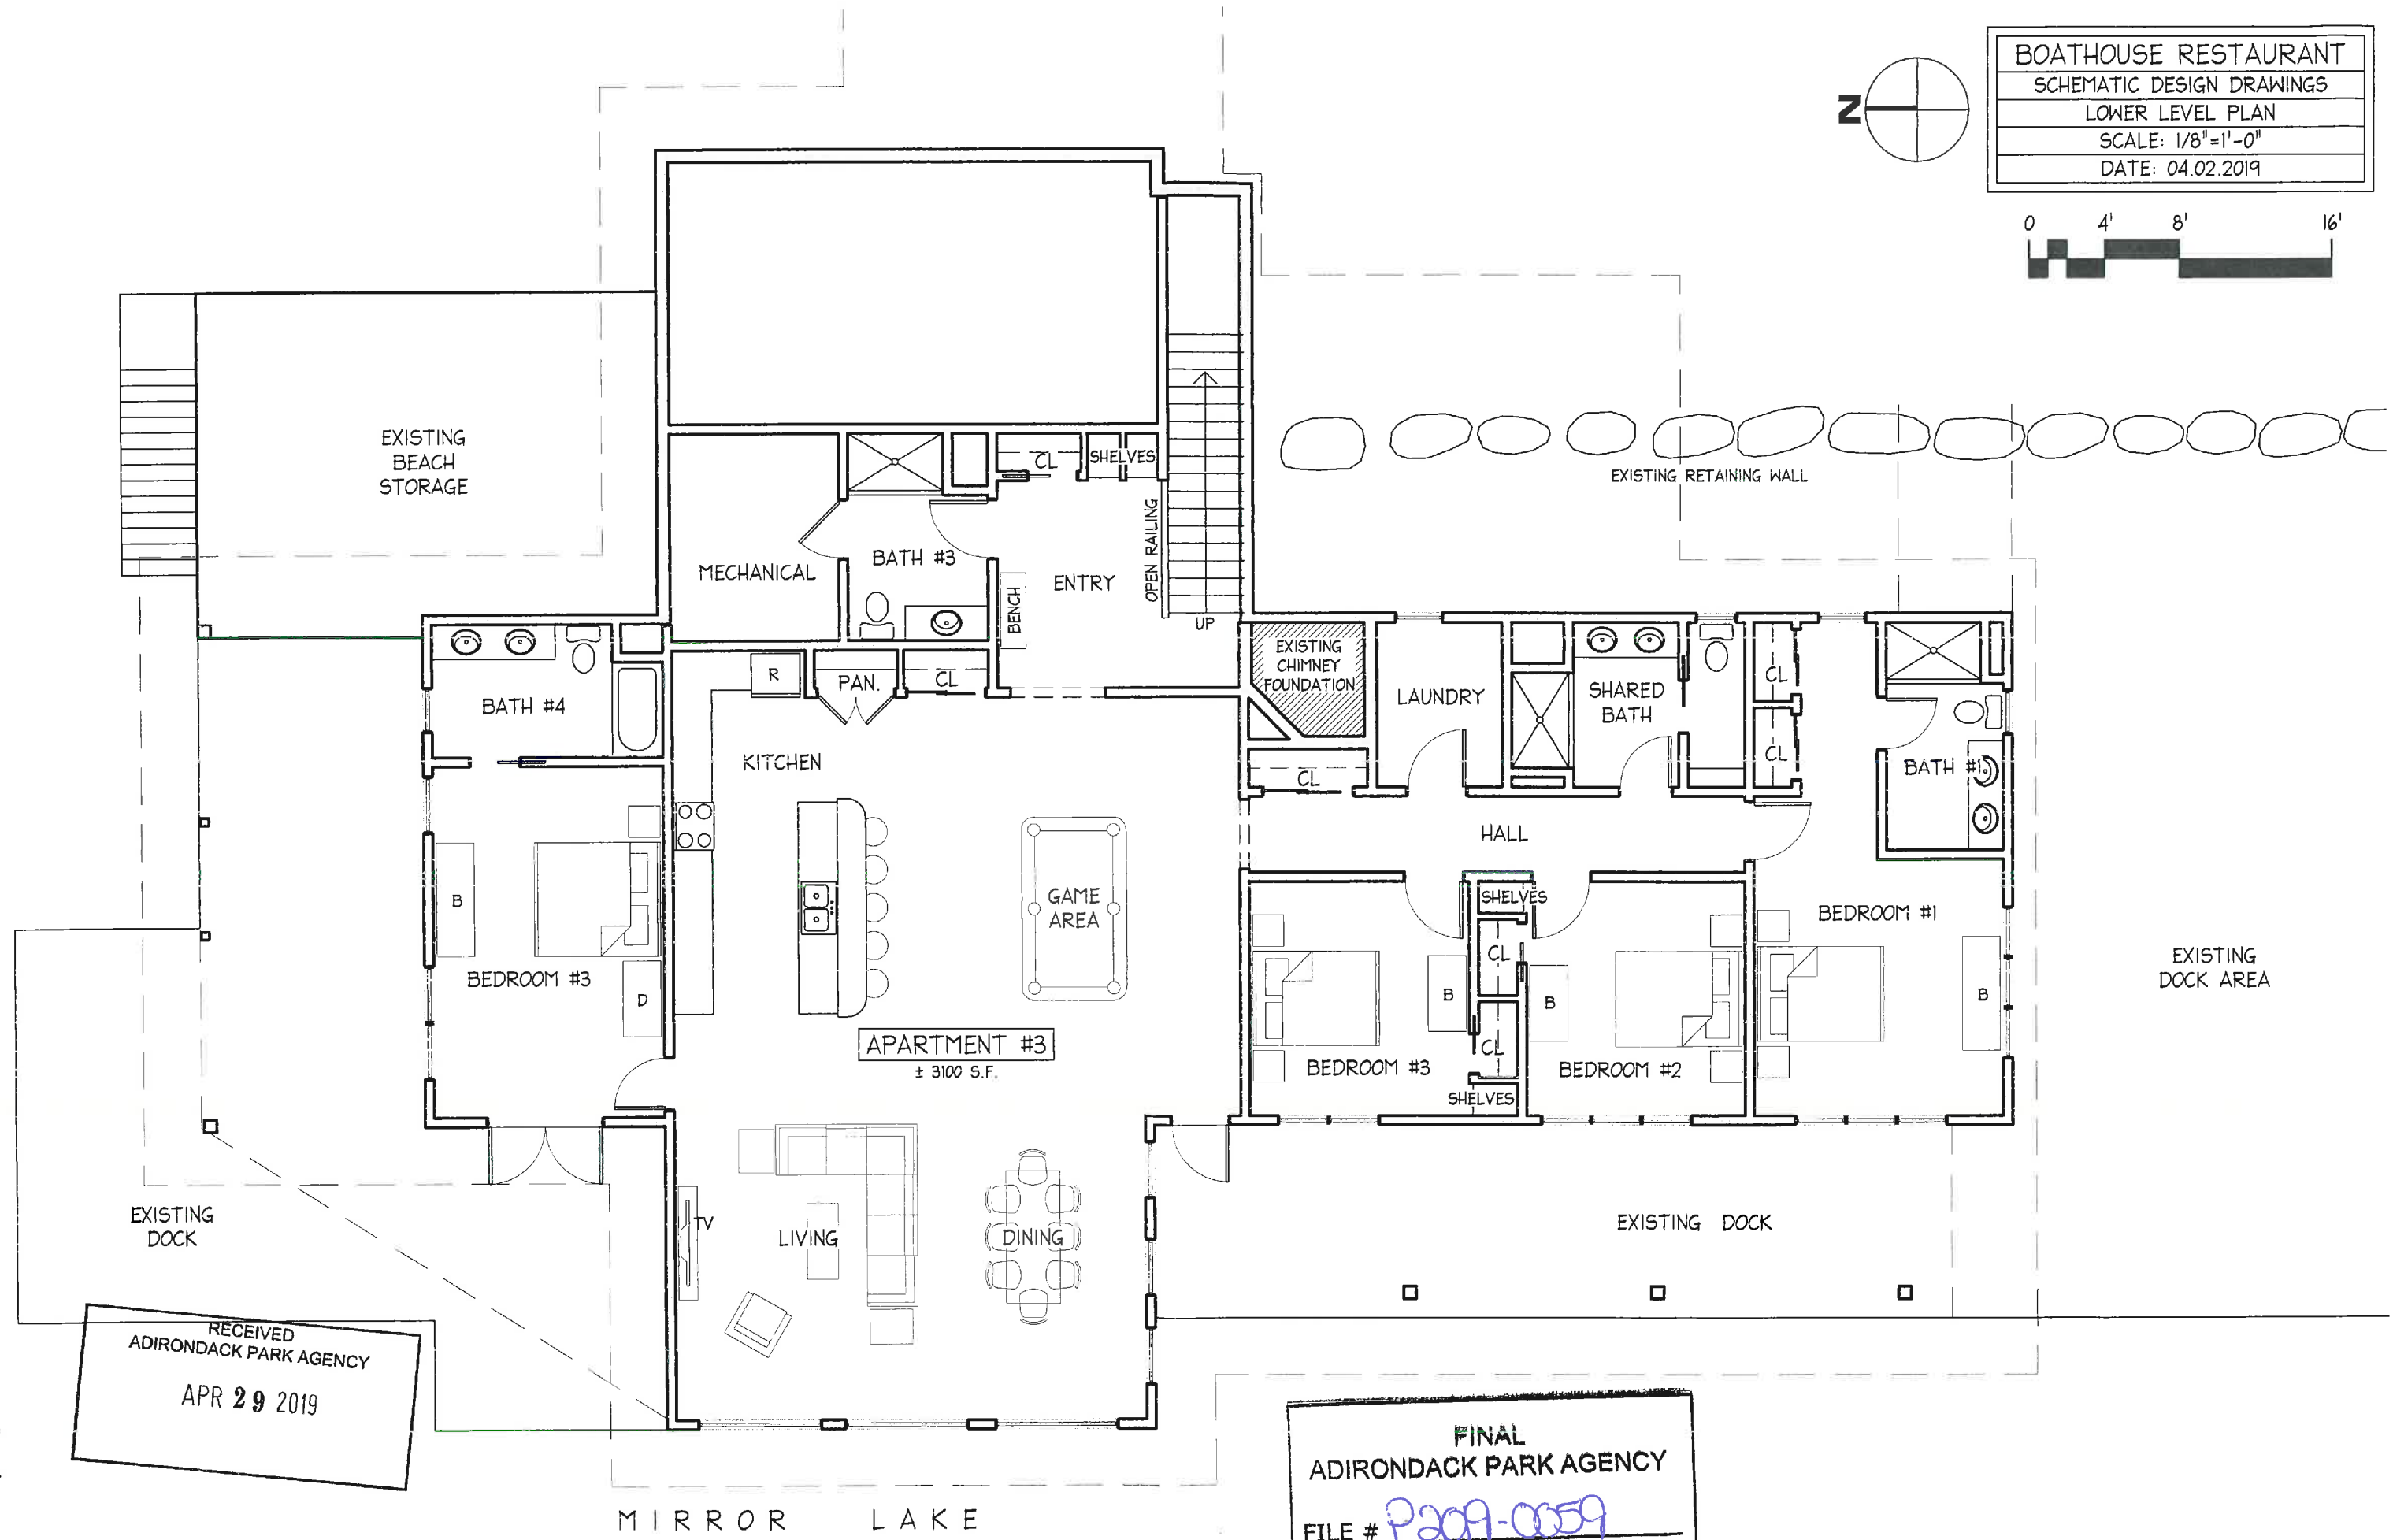 BOATHOUSE RESTAURANT
SCHEMATIC DESIGN DRAWINGS
LOWER LEVEL PLAN
SCALE: 1/8"=1'-0"
DATE: 04.02.2019
N
0 4' 8' 16'
EXISTING
BEACH
STORAGE
CL
SHELVES
EXISTING RETAINING WALL
OPEN RAILING
MECHANICAL
BATH #3
ENTRY
BENCH
UP
EXISTING
CHIMNEY
FOUNDATION
R
PAN.
CL
LAUNDRY
SHARED
BATH
CL
CL
BATH #4
BATH #1
KITCHEN
CL
HALL
B
GAME
AREA
SHELVES
CL
BEDROOM #1
BEDROOM #3
D
B
B
B
EXISTING
DOCK AREA
APARTMENT #3
± 3100 S.F.
CL
BEDROOM #3
BEDROOM #2
SHELVES
EXISTING
DOCK
TV
LIVING
DINING
EXISTING DOCK
RECEIVED
ADIRONDACK PARK AGENCY
APR 29 2019
FINAL
ADIRONDACK PARK AGENCY
FILE # P2019-0059
MIRROR LAKE